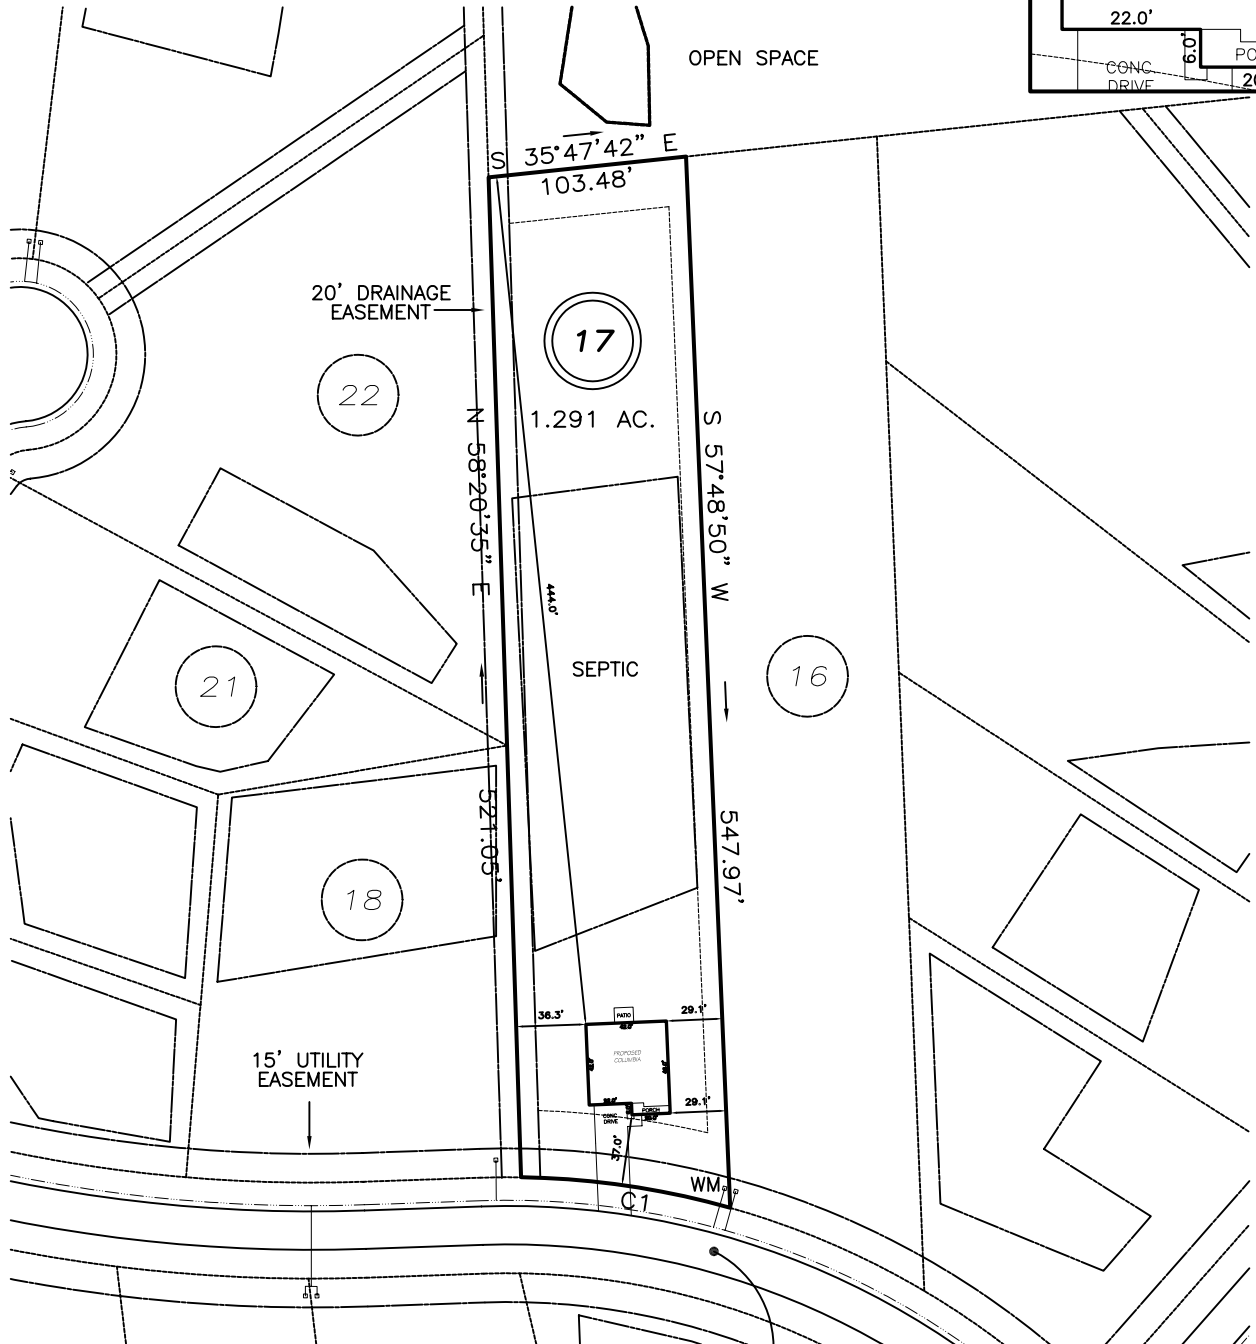 22.0'
OPEN SPACE
6.0'
PO
CONC
DRIVE
20
S 35°47'42" E
103.48'
20' DRAINAGE
EASEMENT
17
22
1.291 AC.
N 58°20'35" E
S 57°48'50" W
444.0'
SEPTIC
16
21
521.05'
547.97'
18
36.3'
PATIO
29.1'
PROPOSED
COLUMBIA
15' UTILITY
EASEMENT
29.1'
PORCH
CONC
DRIVE
37.0'
WM
C1